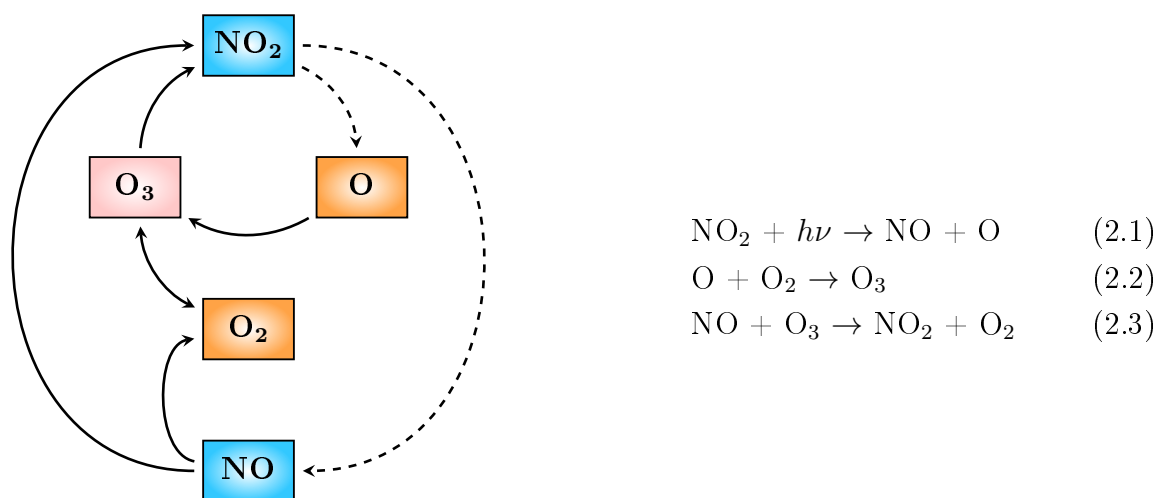 NO₂
O₃
O
O₂
NO
NO₂ + hν → NO + O (2.1)
O + O₂ → O₃ (2.2)
NO + O₃ → NO₂ + O₂ (2.3)